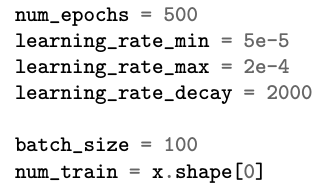 num_epochs = 500
learning_rate_min = 5e-5
learning_rate_max = 2e-4
learning_rate_decay = 2000
batch_size = 100
num_train = x.shape[0]